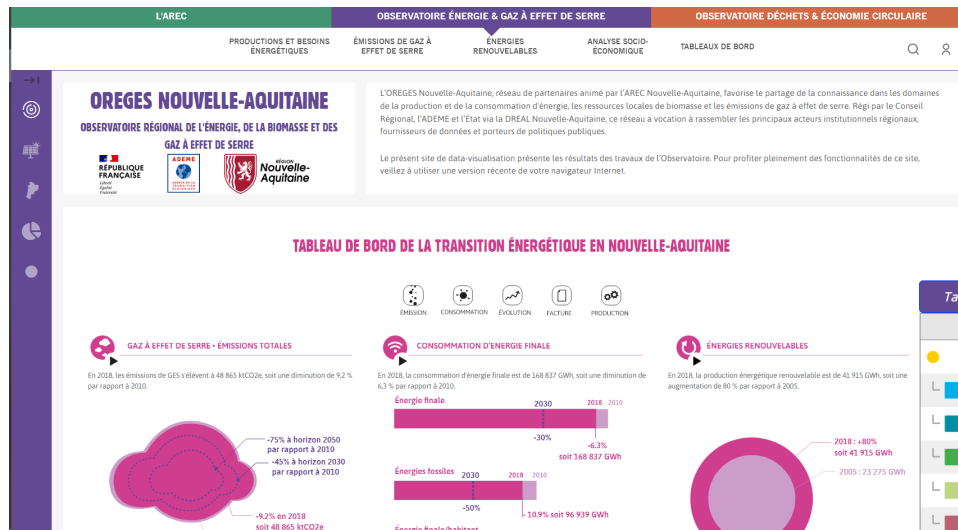 L'AREC
OBSERVATOIRE ÉNERGIE & GAZ À EFFET DE SERRE
OBSERVATOIRE DÉCHETS & ÉCONOMIE CIRCULAIRE
PRODUCTIONS ET BESOINS
ÉNERGÉTIQUES
ÉMISSIONS DE GAZ À
EFFET DE SERRE
ÉNERGIES
RENOUVELABLES
ANALYSE SOCIO-
ÉCONOMIQUE
TABLEAUX DE BORD
OREGES NOUVELLE-AQUITAINE
OBSERVATOIRE RÉGIONAL DE L'ÉNERGIE, DE LA BIOMASSE ET DES
GAZ À EFFET DE SERRE
RÉPUBLIQUE
FRANÇAISE
Liberté
Égalité
Fraternité
ADEME
AGENCE DE LA
TRANSITION
ÉCOLOGIQUE
RÉGION
Nouvelle-
Aquitaine
L'OREGES Nouvelle-Aquitaine, réseau de partenaires animé par l'AREC Nouvelle-Aquitaine, favorise le partage de la connaissance dans les domaines
de la production et de la consommation d'énergie, les ressources locales de biomasse et les émissions de gaz à effet de serre. Régi par le Conseil
Régional, l'ADEME et l'Etat via la DREAL Nouvelle-Aquitaine, ce réseau a vocation à rassembler les principaux acteurs institutionnels régionaux,
fournisseurs de données et porteurs de politiques publiques.
Le présent site de data-visualisation présente les résultats des travaux de l'Observatoire. Pour profiter pleinement des fonctionnalités de ce site,
veillez à utiliser une version récente de votre navigateur Internet.
TABLEAU DE BORD DE LA TRANSITION ÉNERGÉTIQUE EN NOUVELLE-AQUITAINE
ÉMISSION
CONSOMMATION
ÉVOLUTION
FACTURE
PRODUCTION
Ta
GAZ À EFFET DE SERRE • ÉMISSIONS TOTALES
En 2018, les émissions de GES s'élèvent à 48 865 ktCO2e, soit une diminution de 9,2 %
par rapport à 2010.
-75% à horizon 2050
par rapport à 2010
-45% à horizon 2030
par rapport à 2010
-9.2% en 2018
soit 48 865 ktCO2e
CONSOMMATION D'ENERGIE FINALE
En 2018, la consommation d'énergie finale est de 168 837 GWh, soit une diminution de
6,3 % par rapport à 2010.
Énergie finale
2030
2018
2010
-30%
-6.3%
soit 168 837 GWh
Énergies fossiles
2030
2018
2010
-50%
- 10.9% soit 96 939 GWh
Énergie finale/habitant
ÉNERGIES RENOUVELABLES
En 2018, la production énergétique renouvelable est de 41 915 GWh, soit une
augmentation de 80 % par rapport à 2005.
2018 : +80%
soit 41 915 GWh
2005 : 23 275 GWh